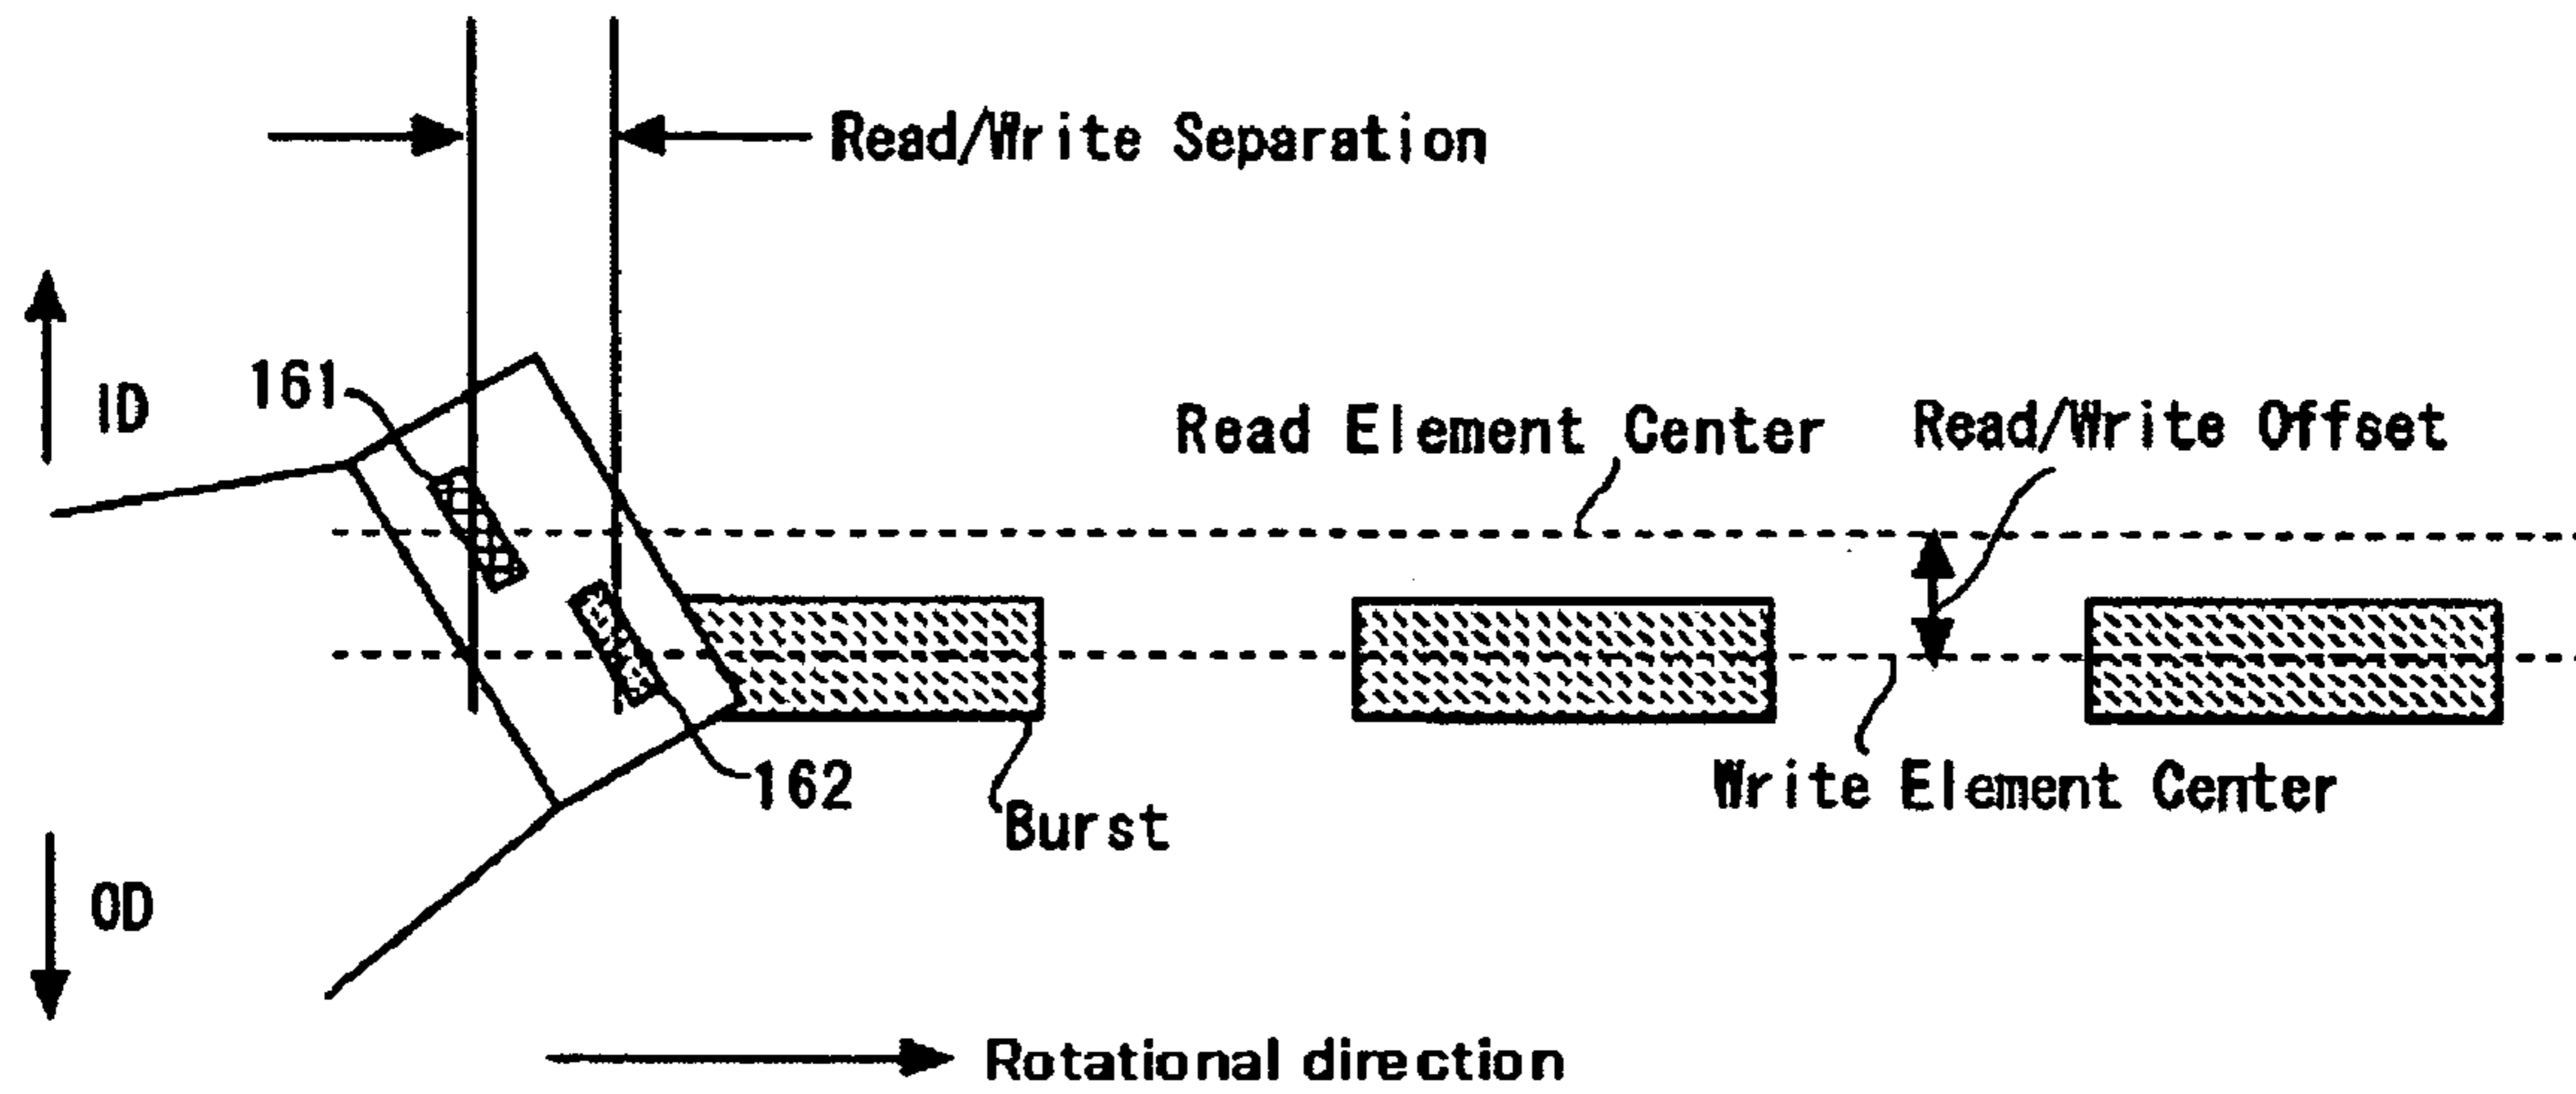 Read/Write Separation
ID
161
Read Element Center
Read/Write Offset
162
Burst
Write Element Center
OD
Rotational direction